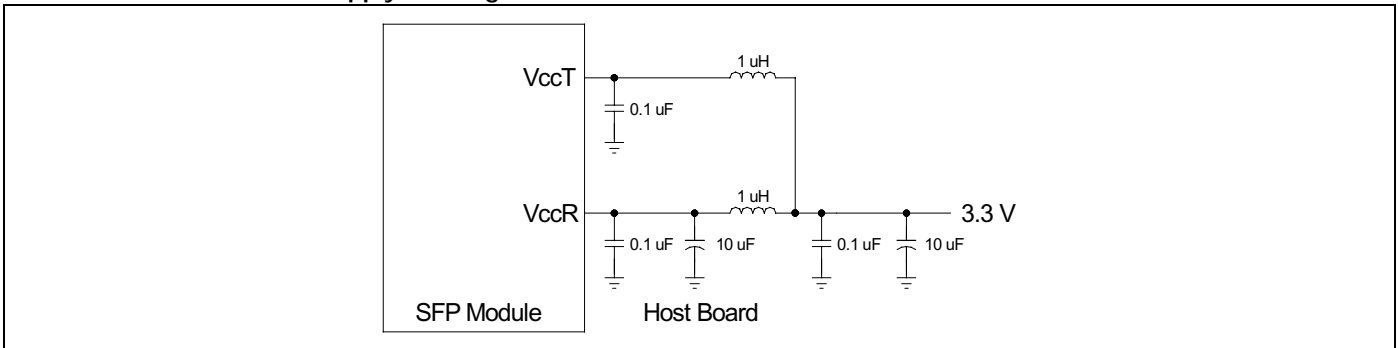 1 uH
VccT
0.1 uF
1 uH
VccR
3.3 V
0.1 uF
10 uF
0.1 uF
10 uF
SFP Module
Host Board